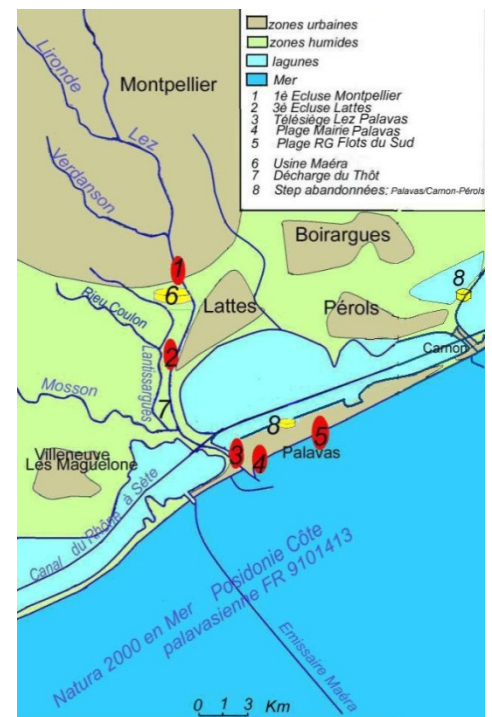 zones urbaines
zones humides
lagunes
Mer
1 1è Ecluse Montpellier
2 3é Ecluse Lattes
3 Télésiège Lez Palavas
4 Plage Mairie Palavas
5 Plage RG Flots du Sud
6 Usine Maéra
7 Décharge du Thôt
8 Step abandonnées; Palavas/Carnon-Pérols
Lironde
Montpellier
Lez
Verdanson
Boirargues
1
6
8
Lattes
Pérols
Rieu Coulon
Carnon
2
Lantissargues
Mosson
7
8
5
Villeneuve
Les Maguelone
3
4
Palavas
Canal du Rhône à Sète
Natura 2000 en Mer Posidonie Côte
palavasienne FR 9101413
Emissaire Maéra
0 1 3 Km